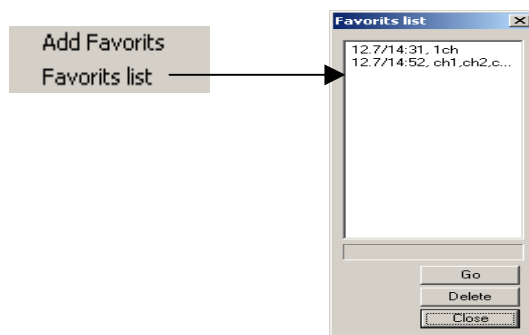 Add Favorits
Favorits list
Favorits list
12.7/14:31, 1ch
12.7/14:52, ch1,ch2,c...
Go
Delete
Close